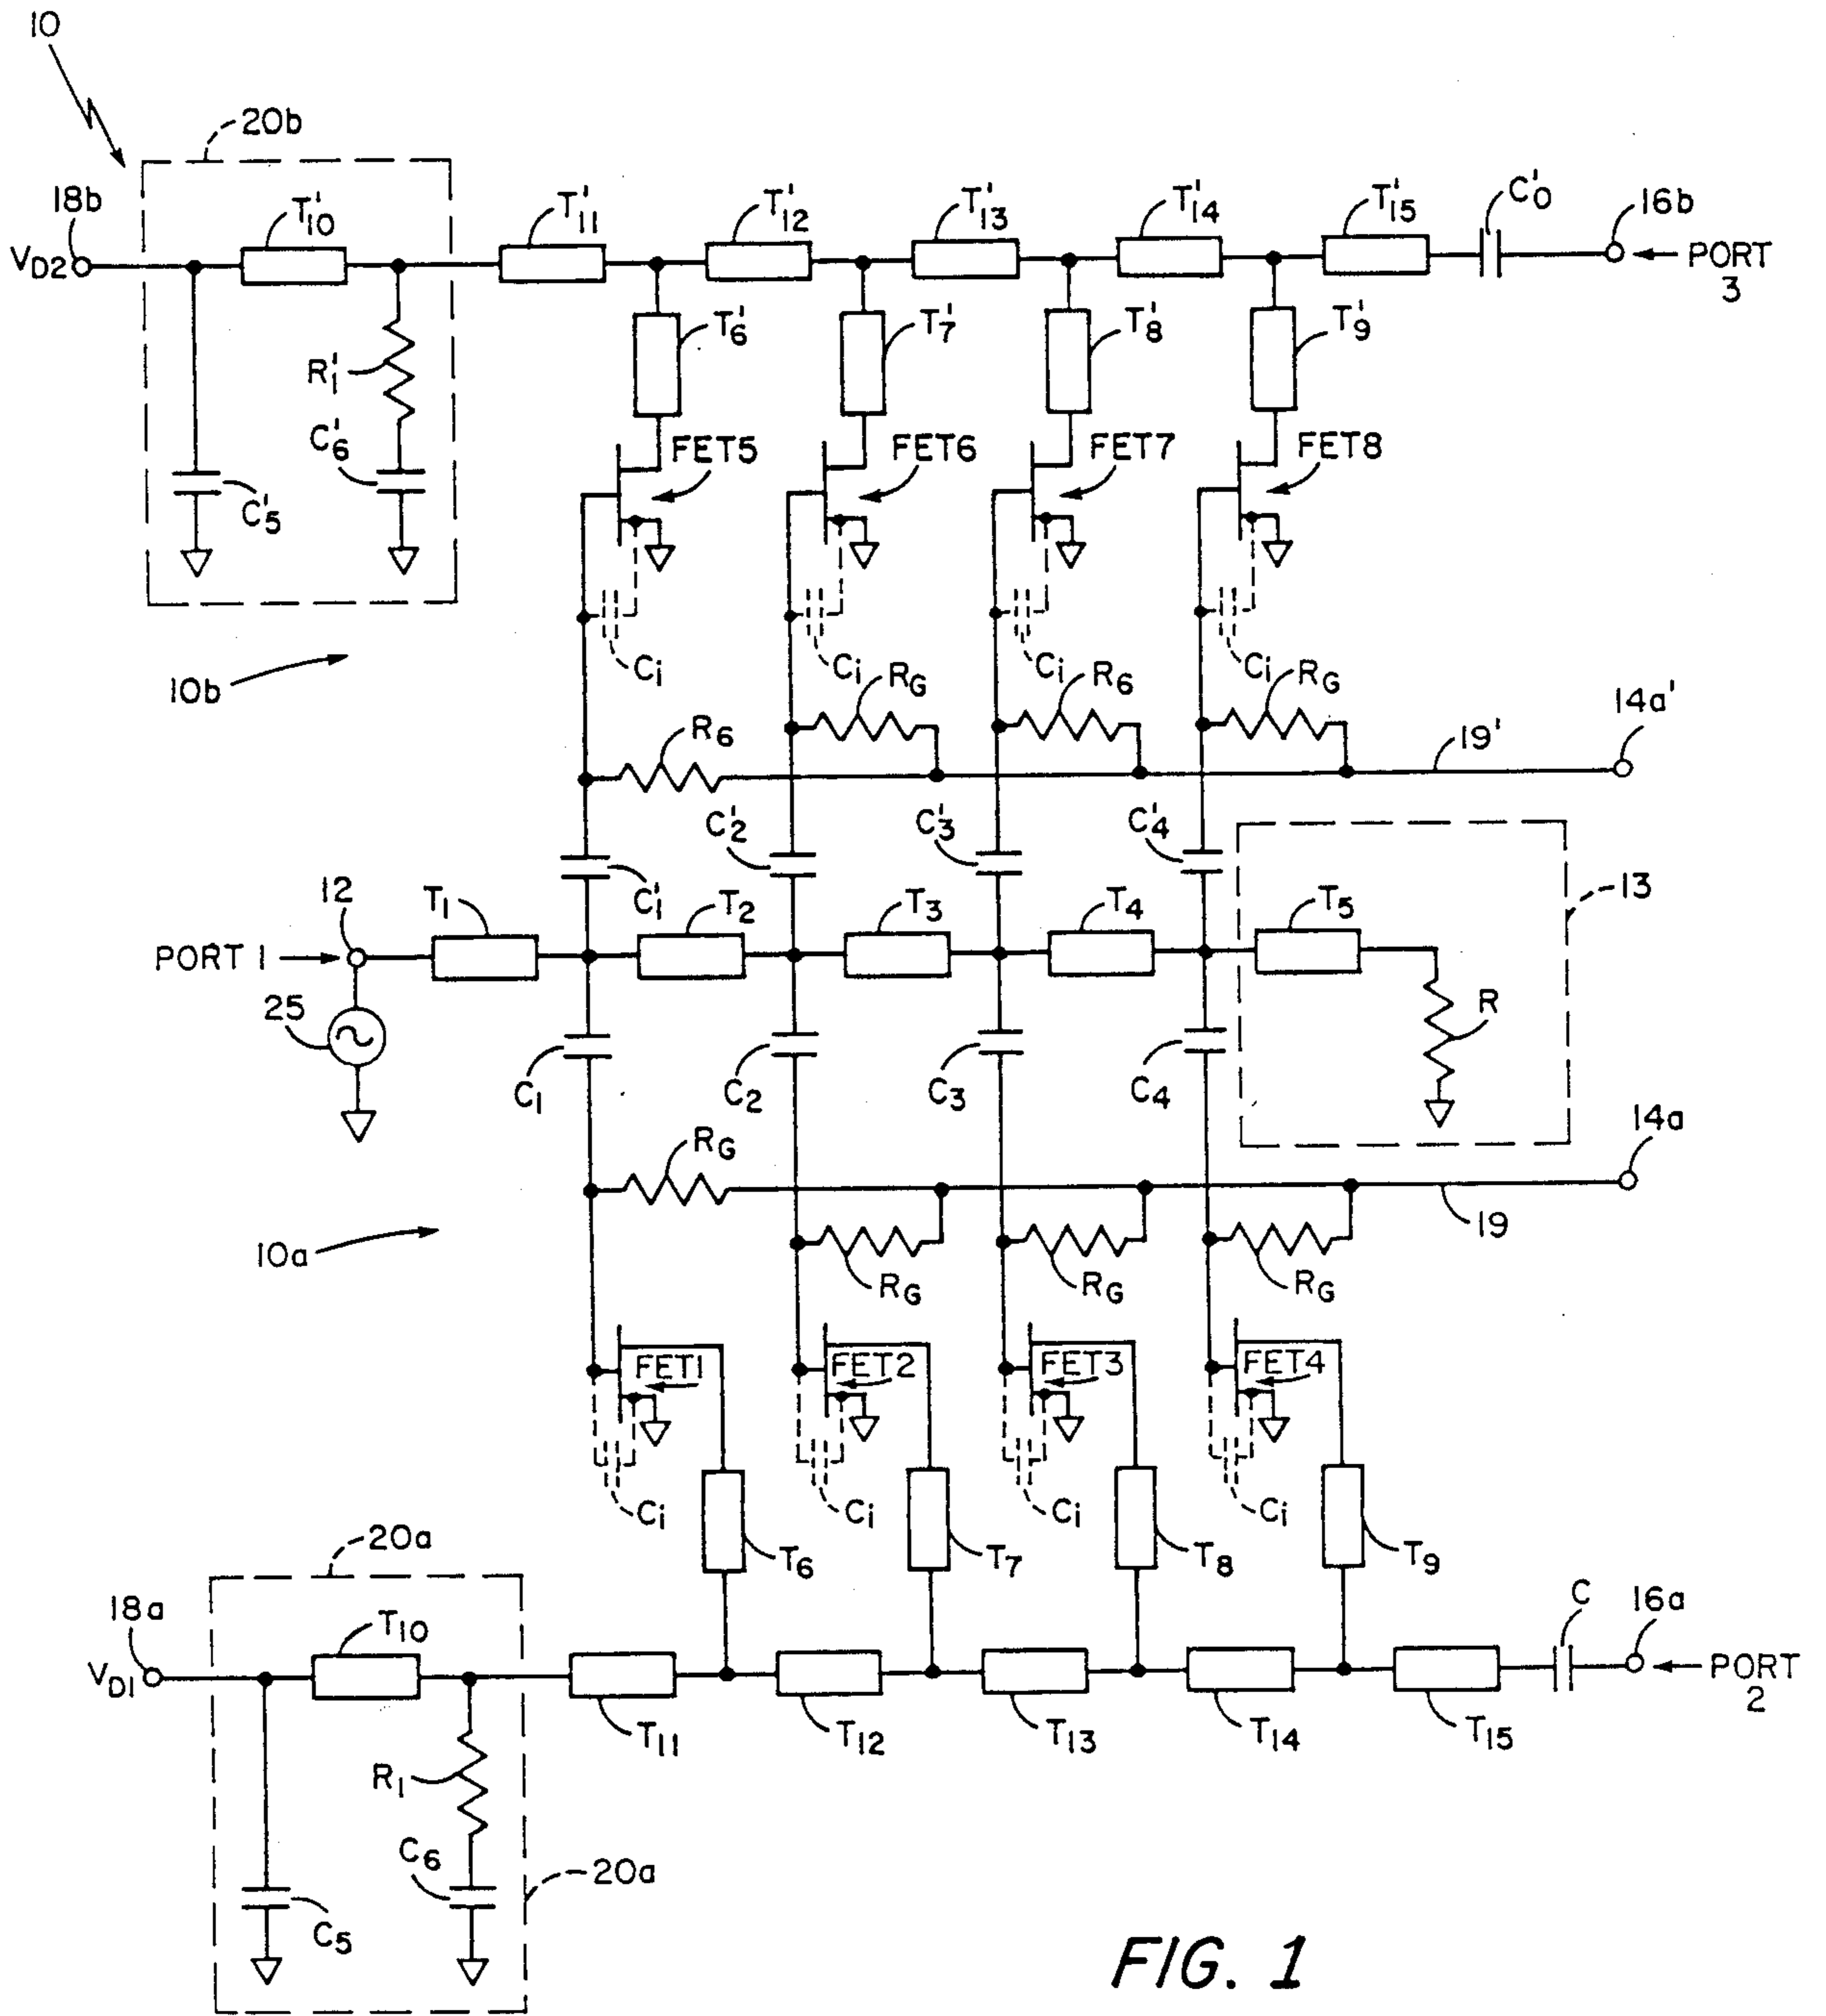 10
20b
18b
T'10
T'11
T'12
T'13
T'14
T'15
C'0
16b
VD2
PORT
3
R'1
T'6
T'7
T'8
T'9
C'6
C'5
FET5
FET6
FET7
FET8
Ci
Ci
Ci
Ci
10b
R6
RG
R6
RG
14a'
19'
C'1
C'2
C'3
C'4
13
12
T1
T2
T3
T4
T5
PORT 1
25
R
C1
C2
C3
C4
14a
RG
19
10a
RG
RG
RG
FET1
FET2
FET3
FET4
Ci
Ci
Ci
Ci
20a
T6
T7
T8
T9
18a
T10
C
16a
VD1
PORT
2
T11
T12
T13
T14
T15
R1
C6
20a
C5
FIG. 1